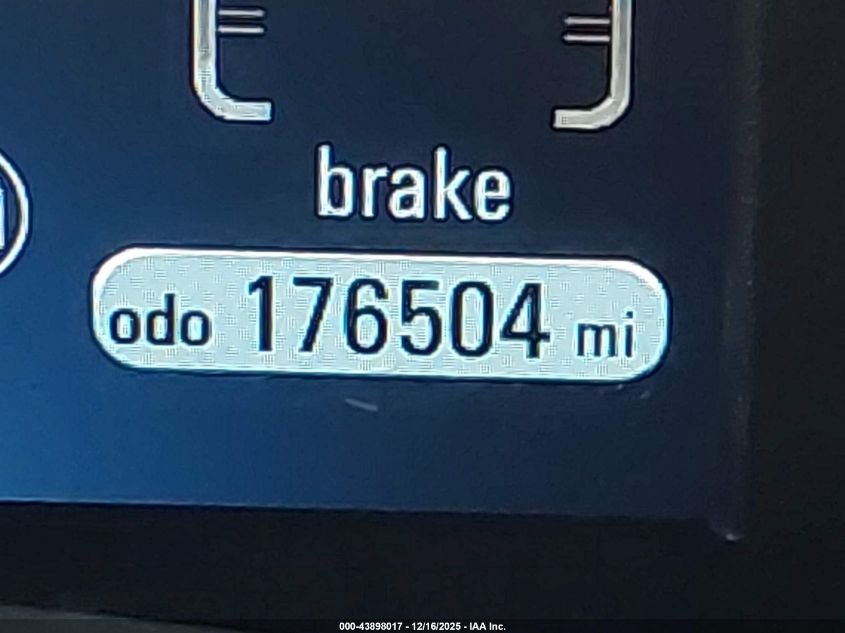 brake
odo 176504 mi
000-43898017 - 12/16/2025 - IAA Inc.